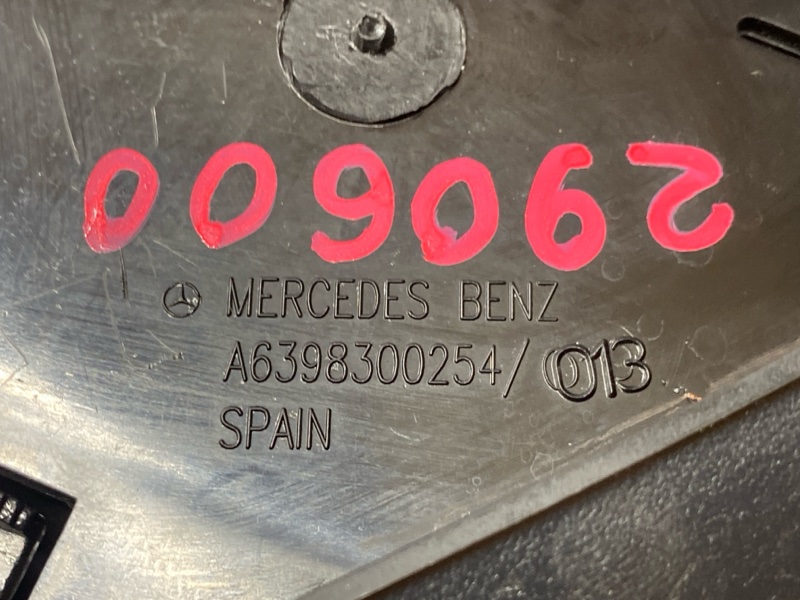 290600
MERCEDES BENZ
A6398300254/013
SPAIN